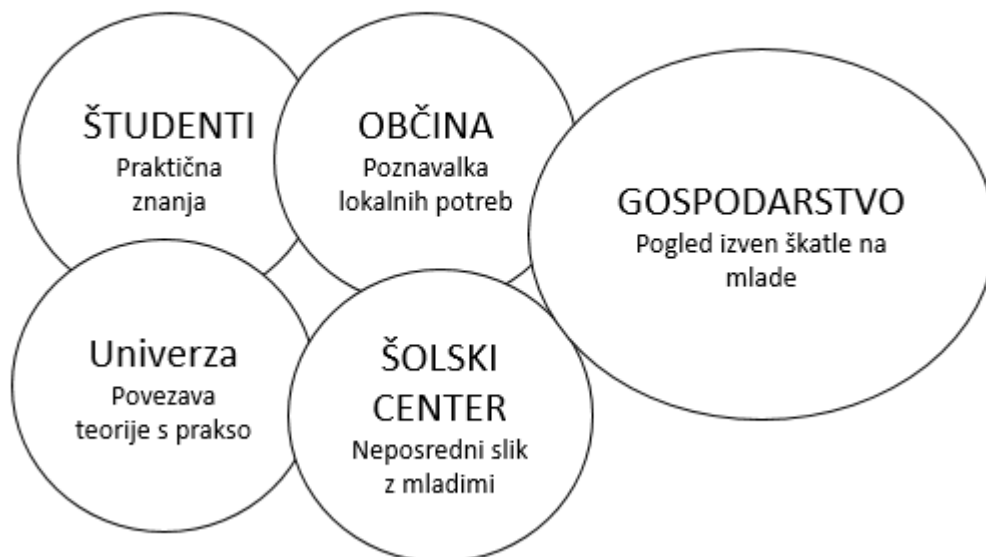 ŠTUDENTI
Praktična
znanja
OBČINA
Poznavalka
lokalnih potreb
GOSPODARSTVO
Pogled izven škatle na
mlade
Univerza
Povezava
teorije s prakso
ŠOLSKI
CENTER
Neposredni slik
z mladimi